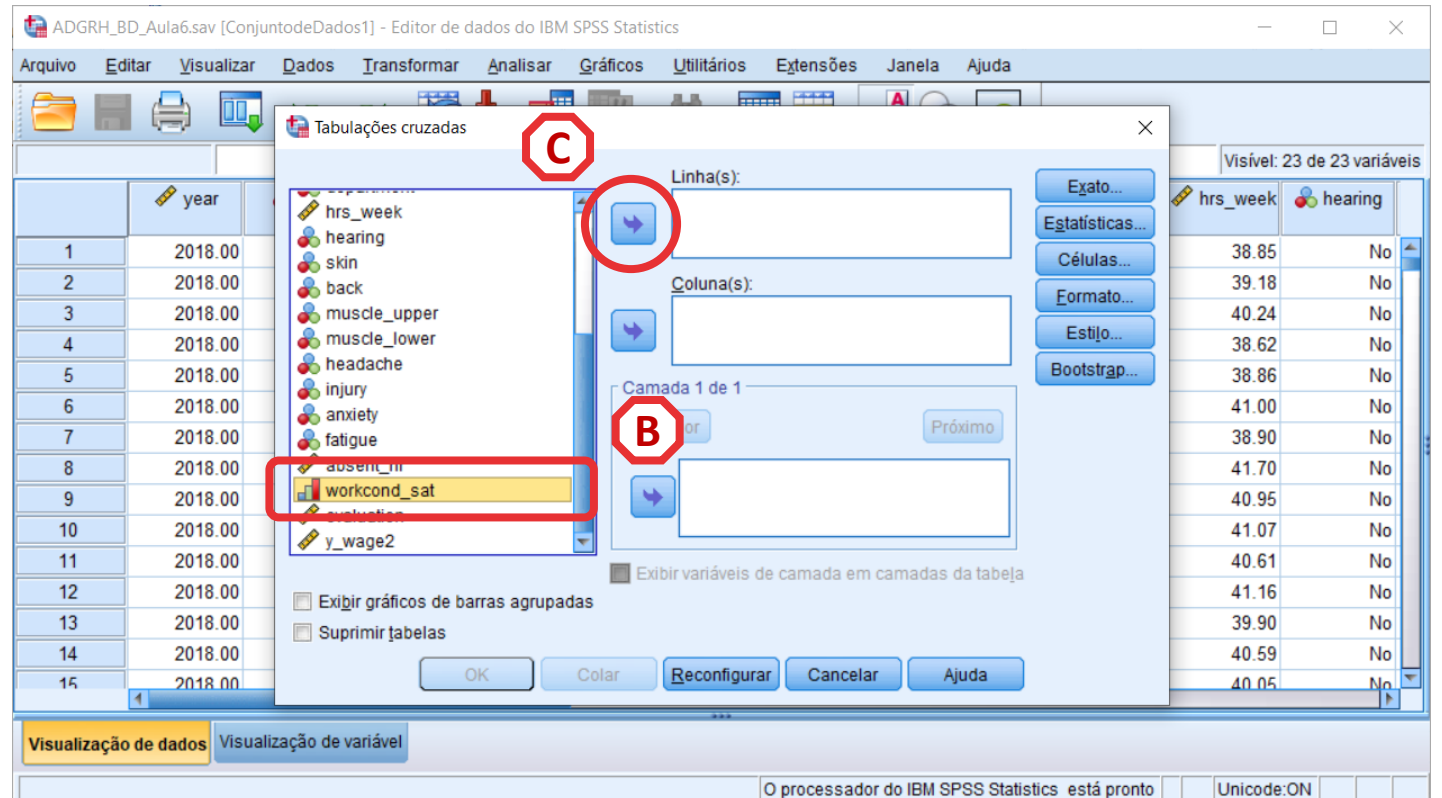 ADGRH_BD_Aula6.sav [ConjuntodeDados1] - Editor de dados do IBM SPSS Statistics
Arquivo Editar Visualizar Dados Transformar Analisar Gráficos Utilitários Extensões Janela Ajuda
Tabulações cruzadas
C
Visível: 23 de 23 variáveis
year
hrs_week hearing
1 2018.00 38.85 No
2 2018.00 39.18 No
3 2018.00 40.24 No
4 2018.00 38.62 No
5 2018.00 38.86 No
6 2018.00 41.00 No
7 2018.00 38.90 No
8 2018.00 41.70 No
9 2018.00 40.95 No
10 2018.00 41.07 No
11 2018.00 40.61 No
12 2018.00 41.16 No
13 2018.00 39.90 No
14 2018.00 40.59 No
15 2018.00 40.05 No
department
hrs_week
hearing
skin
back
muscle_upper
muscle_lower
headache
injury
anxiety
fatigue
absent_hr
workcond_sat
evaluation
y_wage2
Linha(s):
Coluna(s):
Camada 1 de 1
B
Próximo
Exibir variáveis de camada em camadas da tabela
Exato...
Estatísticas...
Células...
Formato...
Estilo...
Bootstrap...
Exibir gráficos de barras agrupadas
Suprimir tabelas
OK Colar Reconfigurar Cancelar Ajuda
Visualização de dados Visualização de variável
O processador do IBM SPSS Statistics está pronto Unicode:ON